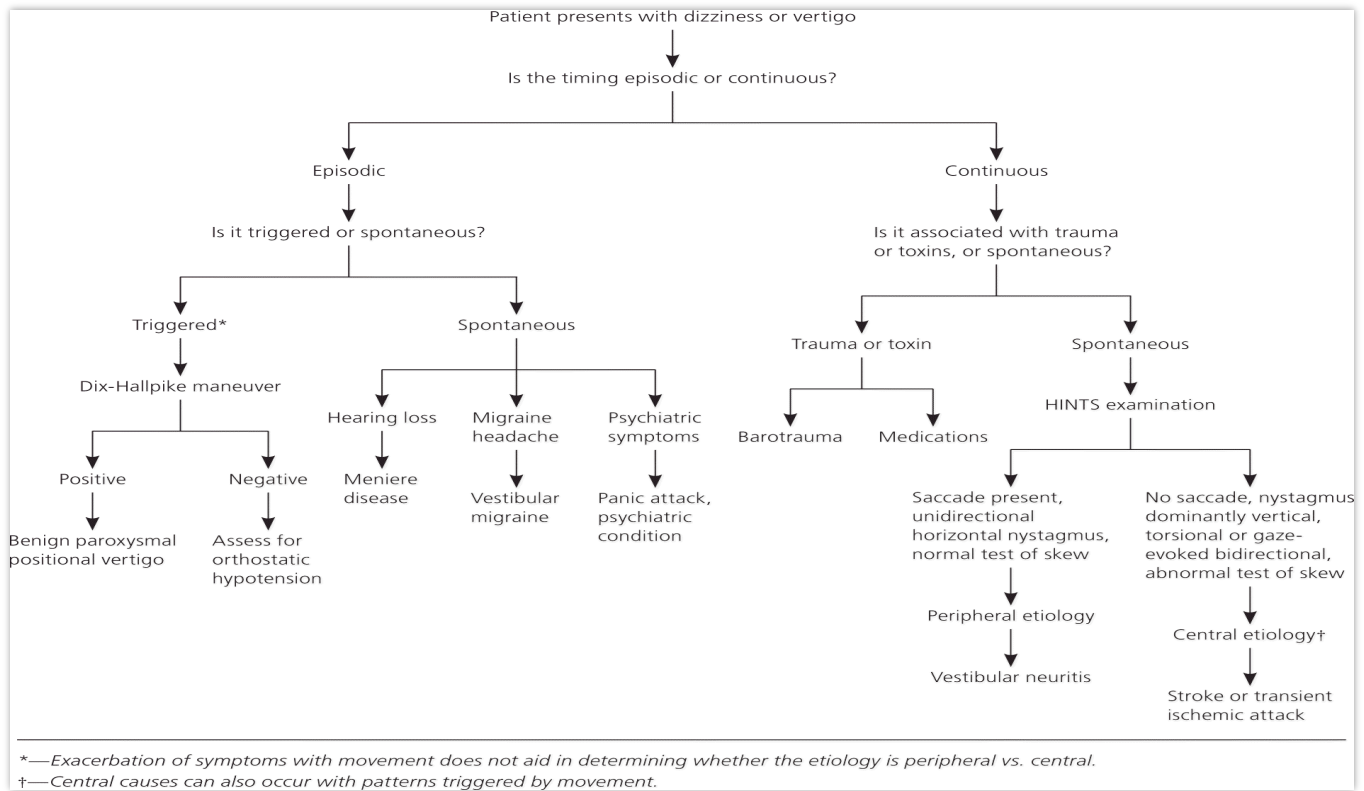 Patient presents with dizziness or vertigo
Is the timing episodic or continuous?
Episodic
Continuous
Is it triggered or spontaneous?
Is it associated with trauma
or toxins, or spontaneous?
Triggered*
Spontaneous
Trauma or toxin
Spontaneous
Dix-Hallpike maneuver
HINTS examination
Hearing loss
Migraine
headache
Psychiatric
symptoms
Barotrauma
Medications
Positive
Negative
Meniere
disease
Vestibular
migraine
Panic attack,
psychiatric
condition
Saccade present,
unidirectional
horizontal nystagmus,
normal test of skew
No saccade, nystagmus
dominantly vertical,
torsional or gaze-
evoked bidirectional,
abnormal test of skew
Benign paroxysmal
positional vertigo
Assess for
orthostatic
hypotension
Peripheral etiology
Central etiology†
Vestibular neuritis
Stroke or transient
ischemic attack
*—Exacerbation of symptoms with movement does not aid in determining whether the etiology is peripheral vs. central.
†—Central causes can also occur with patterns triggered by movement.